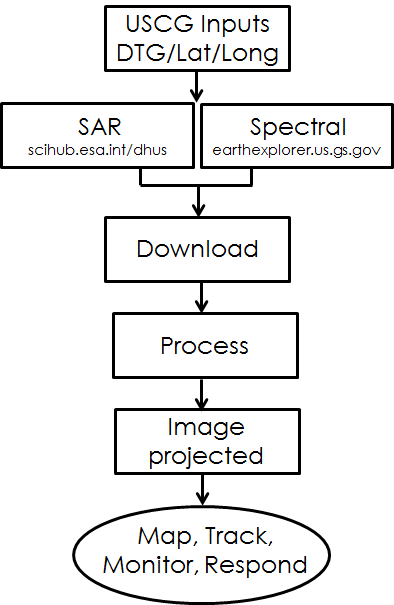 USCG Inputs
DTG/Lat/Long
SAR
scihub.esa.int/dhus
Spectral
earthexplorer.us.gs.gov
Download
Process
Image
projected
Map, Track,
Monitor, Respond